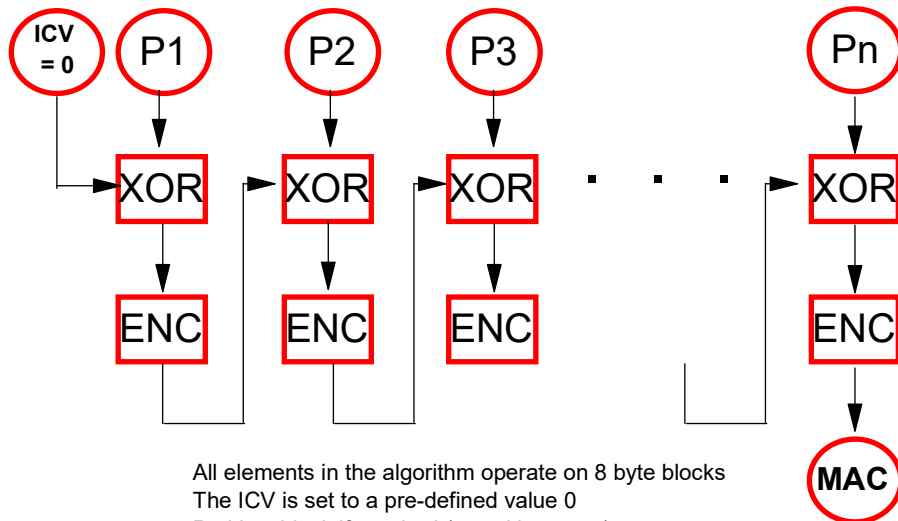 ICV
= 0
P1
P2
P3
Pn
XOR
XOR
XOR
. . .
XOR
ENC
ENC
ENC
ENC
MAC
All elements in the algorithm operate on 8 byte blocks
The ICV is set to a pre-defined value 0